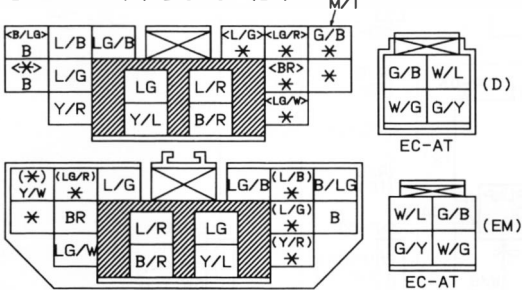 M/T
<B/LG> B L/B LG/B <L/G> * <LG/R> * G/B *
<*> B L/G LG L/R <BR> * *
Y/R Y/L B/R <LG/W> *
G/B W/L
W/G G/Y
(D)
EC-AT
(*) Y/W (LG/R) * L/G LG/B (L/B) * B/LG
* BR L/R LG (L/G) * B
LG/W B/R Y/L (Y/R) *
W/L G/B
G/Y W/G
(EM)
EC-AT